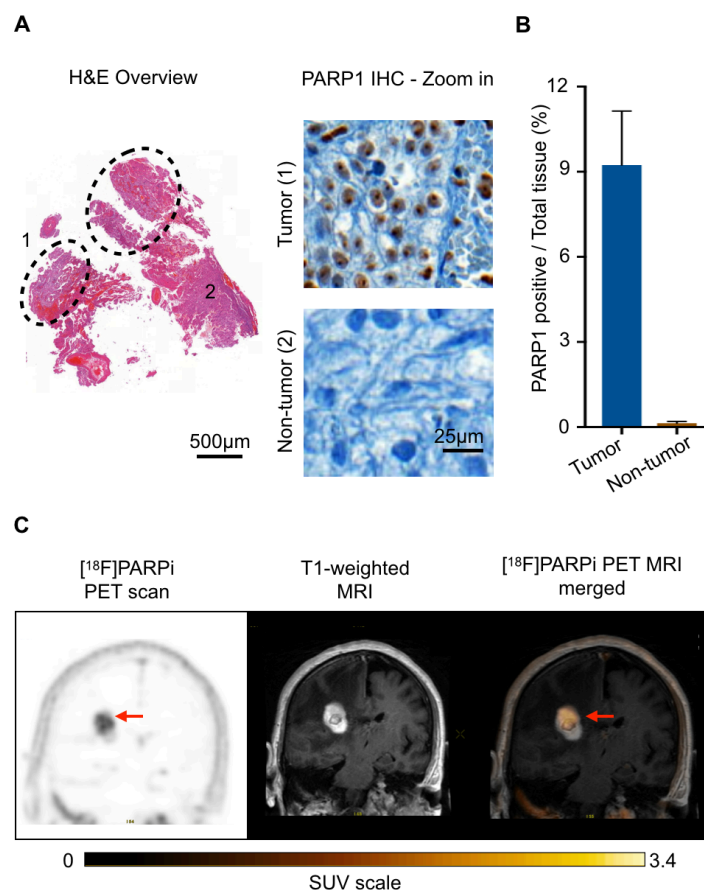 A
H&E Overview
1
2
500µm
PARP1 IHC - Zoom in
Tumor (1)
Non-tumor (2)
25µm
B
PARP1 positive / Total tissue (%)
12
9
6
3
0
Tumor
Non-tumor
C
[¹⁸F]PARPi
PET scan
T1-weighted
MRI
[¹⁸F]PARPi PET MRI
merged
0
3.4
SUV scale